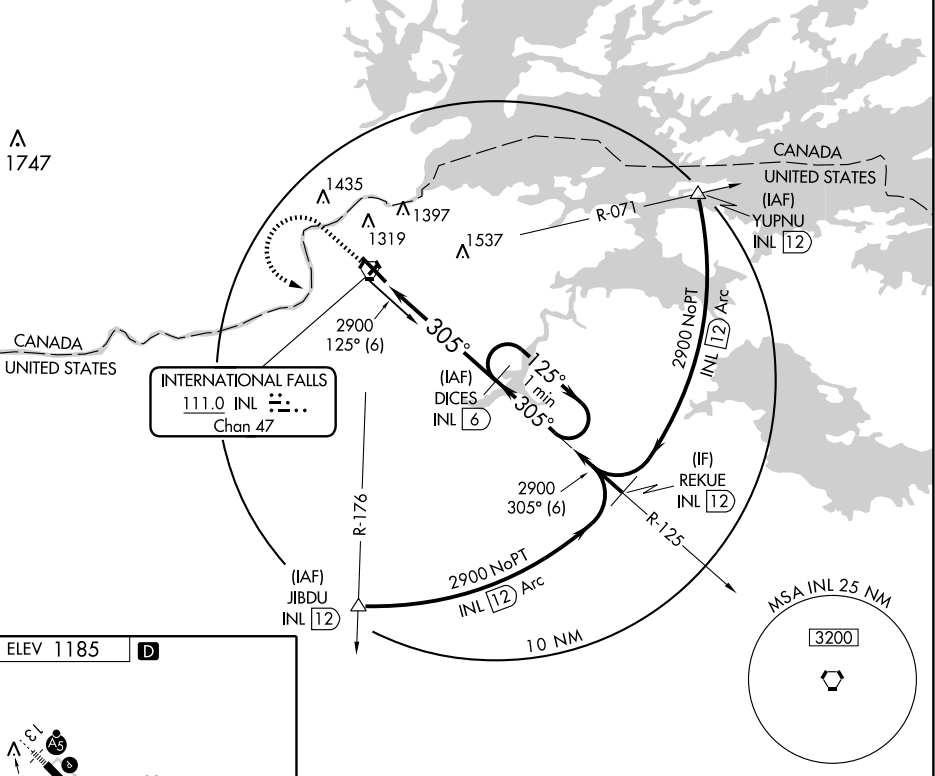 1747
1435
1397
1319
1537
CANADA
UNITED STATES
(IAF)
YUPNU
INL 12
R-071
CANADA
UNITED STATES
2900
125° (6)
305°
INTERNATIONAL FALLS
111.0 INL
Chan 47
(IAF)
DICES
INL 6
125°
1 min
305°
2900 NoPT
INL 12 Arc
(IF)
REKUE
INL 12
2900
305° (6)
R-125
R-176
(IAF)
JIBDU
INL 12
2900 NoPT
INL 12 Arc
10 NM
MSA INL 25 NM
3200
ELEV 1185 D
13
A5
P